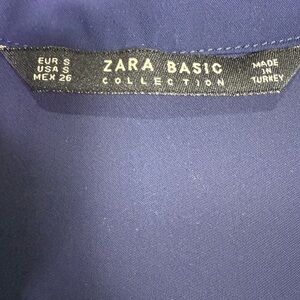 EUR S
USA S
MEX 26
ZARA BASIC
COLLECTION
MADE
IN
TURKEY